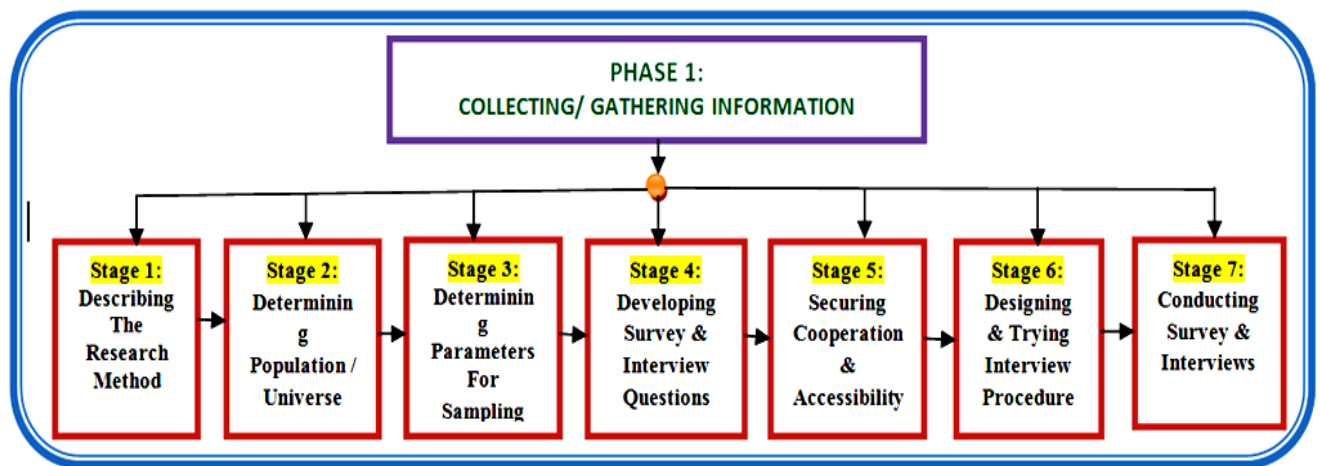 PHASE 1:
COLLECTING/ GATHERING INFORMATION
Stage 1:
Describing
The
Research
Method
Stage 2:
Determinin
g
Population /
Universe
Stage 3:
Determinin
g
Parameters
For
Sampling
Stage 4:
Developing
Survey &
Interview
Questions
Stage 5:
Securing
Cooperation
&
Accessibility
Stage 6:
Designing
& Trying
Interview
Procedure
Stage 7:
Conducting
Survey &
Interviews